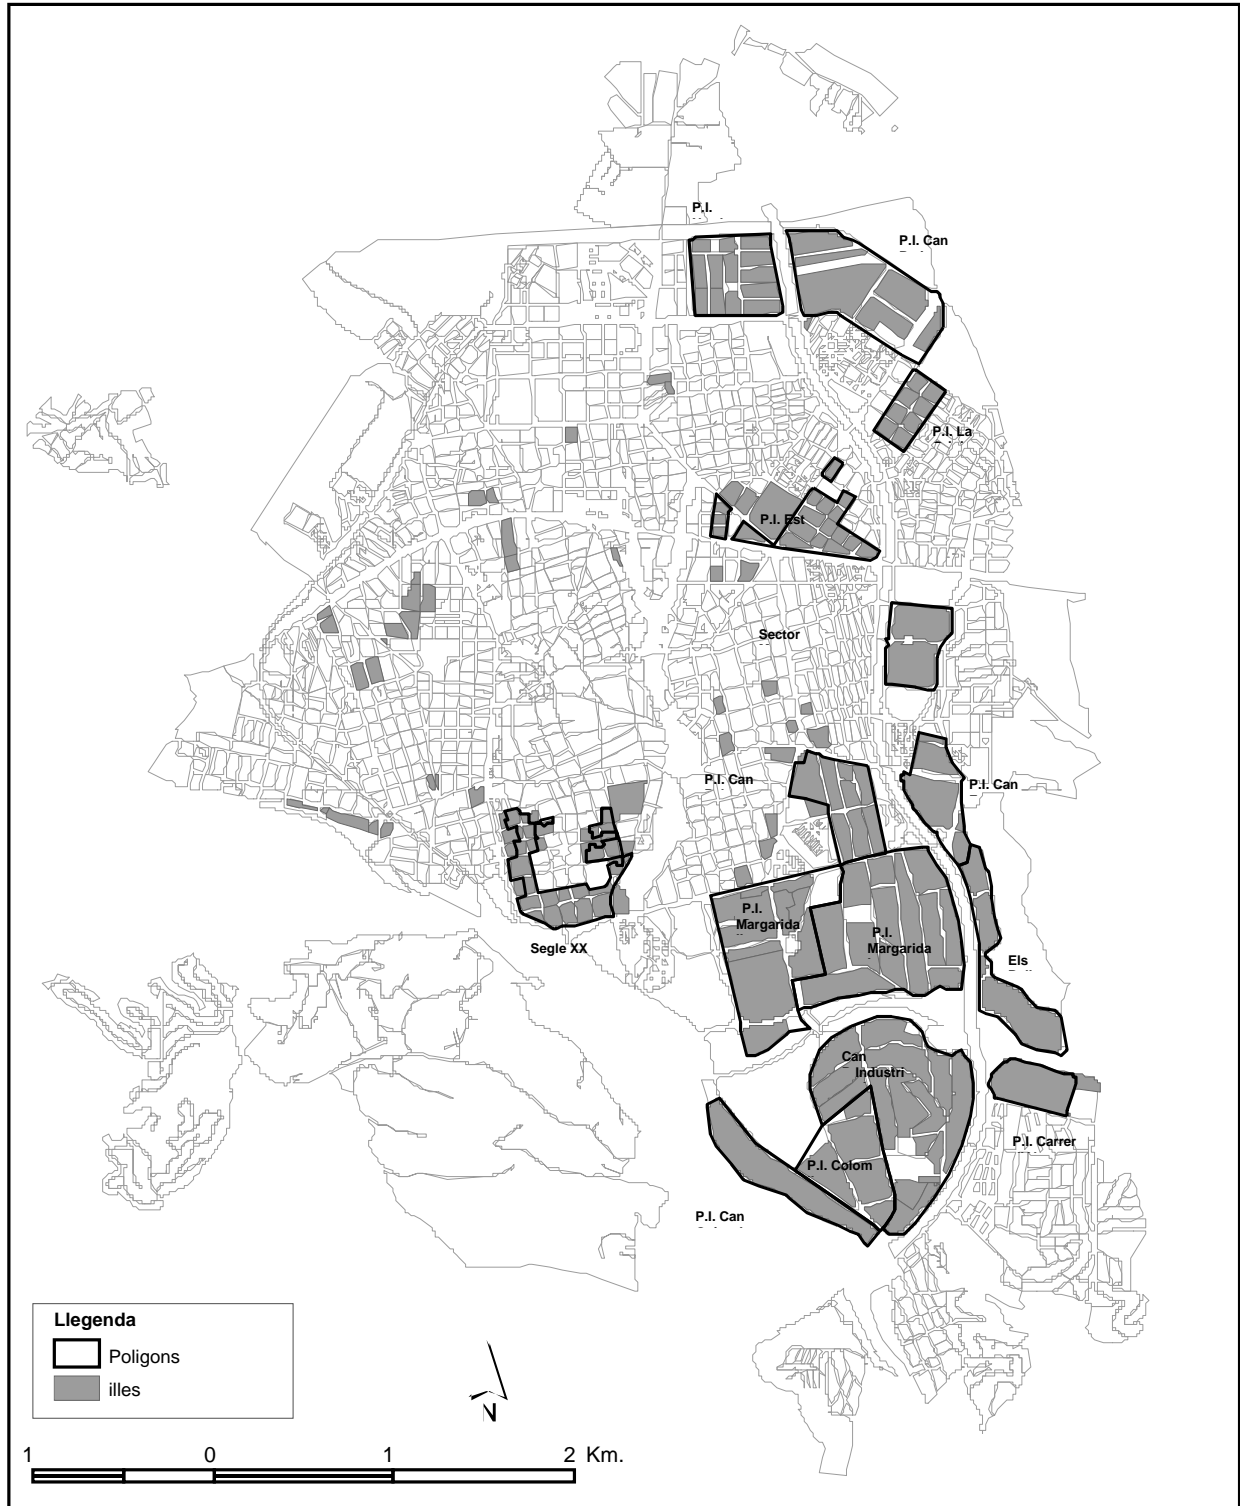 P.I.
P.I. Can
P.I. La
P.I. Est
Sector
P.I. Can
P.I. Can
P.I.
Margarida
P.I.
Margarida
Segle XX
Els
Can
Industri
P.I. Carrer
P.I. Colom
P.I. Can
Llegenda
Poligons
illes
N
1 0 1 2 Km.